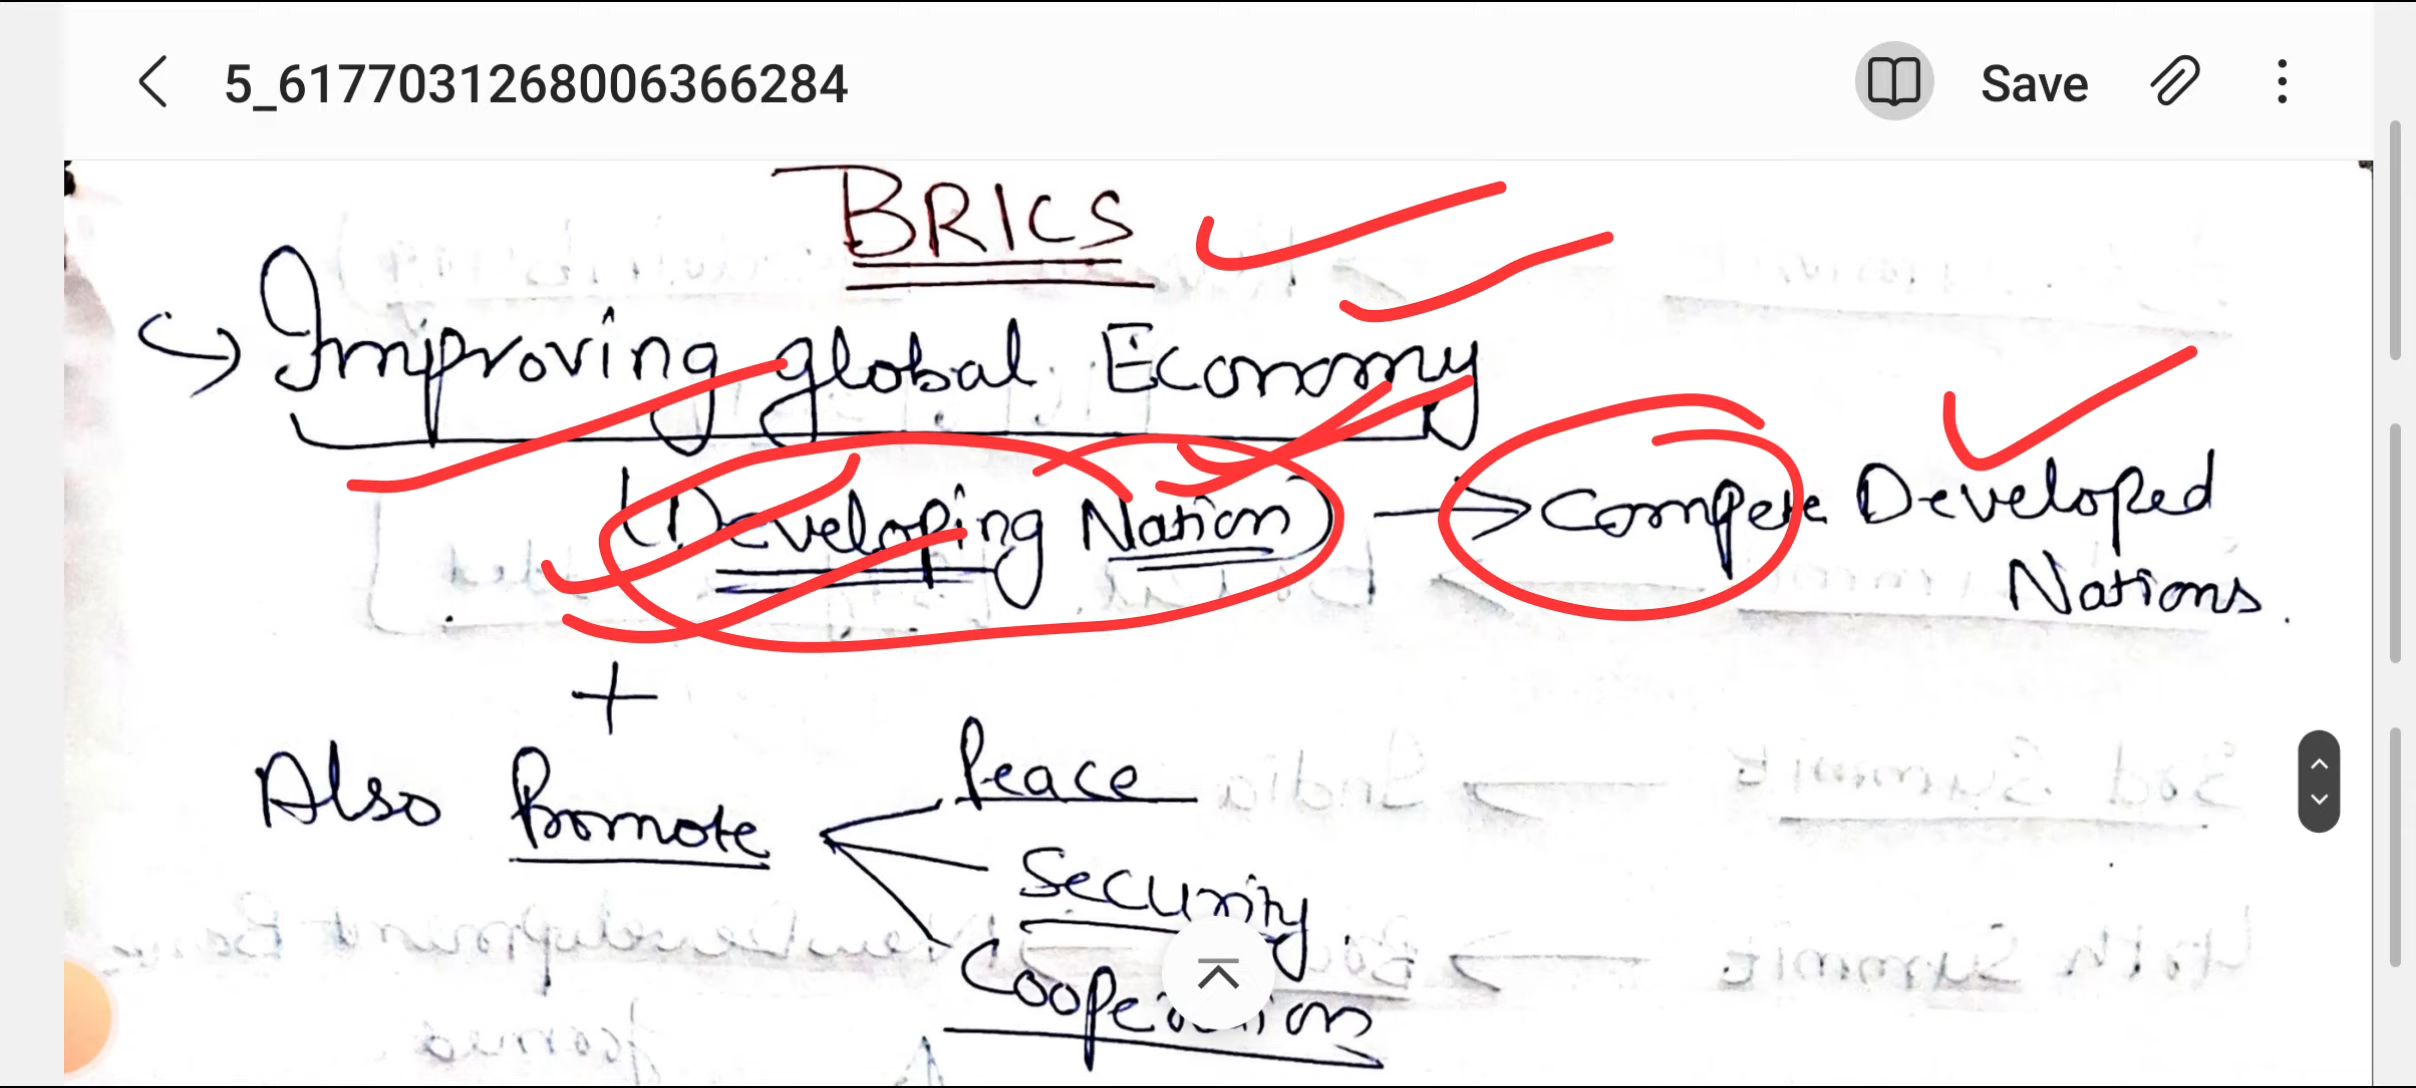 5_6177031268006366284
Save
BRICS
↪ Improving global Economy
(Developing Nation) → Compete Developed
Nations.
+
Also Promote
Peace
Security
Cooperation